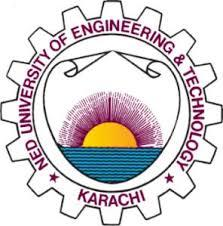 NED UNIVERSITY OF ENGINEERING & TECHNOLOGY
KARACHI